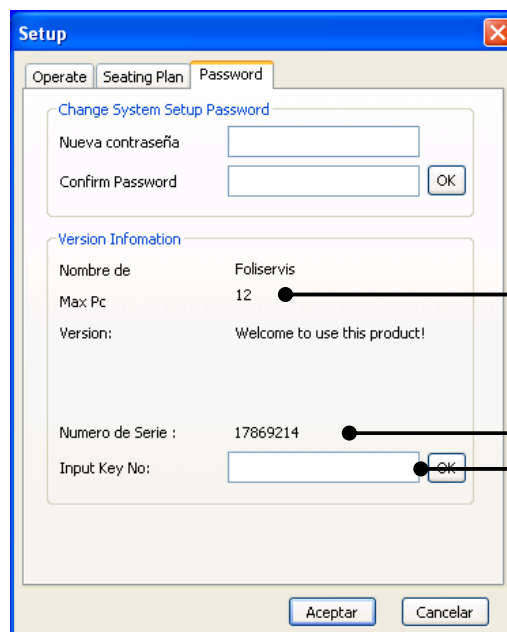 Setup
Operate Seating Plan Password
Change System Setup Password
Nueva contraseña
Confirm Password OK
Version Infomation
Nombre de Foliservis
Max Pc 12
Version: Welcome to use this product!
Numero de Serie : 17869214
Input Key No: OK
Aceptar Cancelar